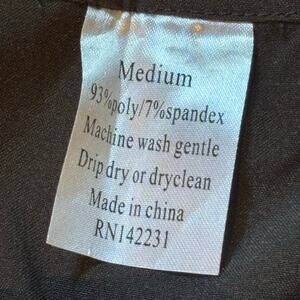 Medium
93%poly/7%spandex
Machine wash gentle
Drip dry or dryclean
Made in china
RN142231